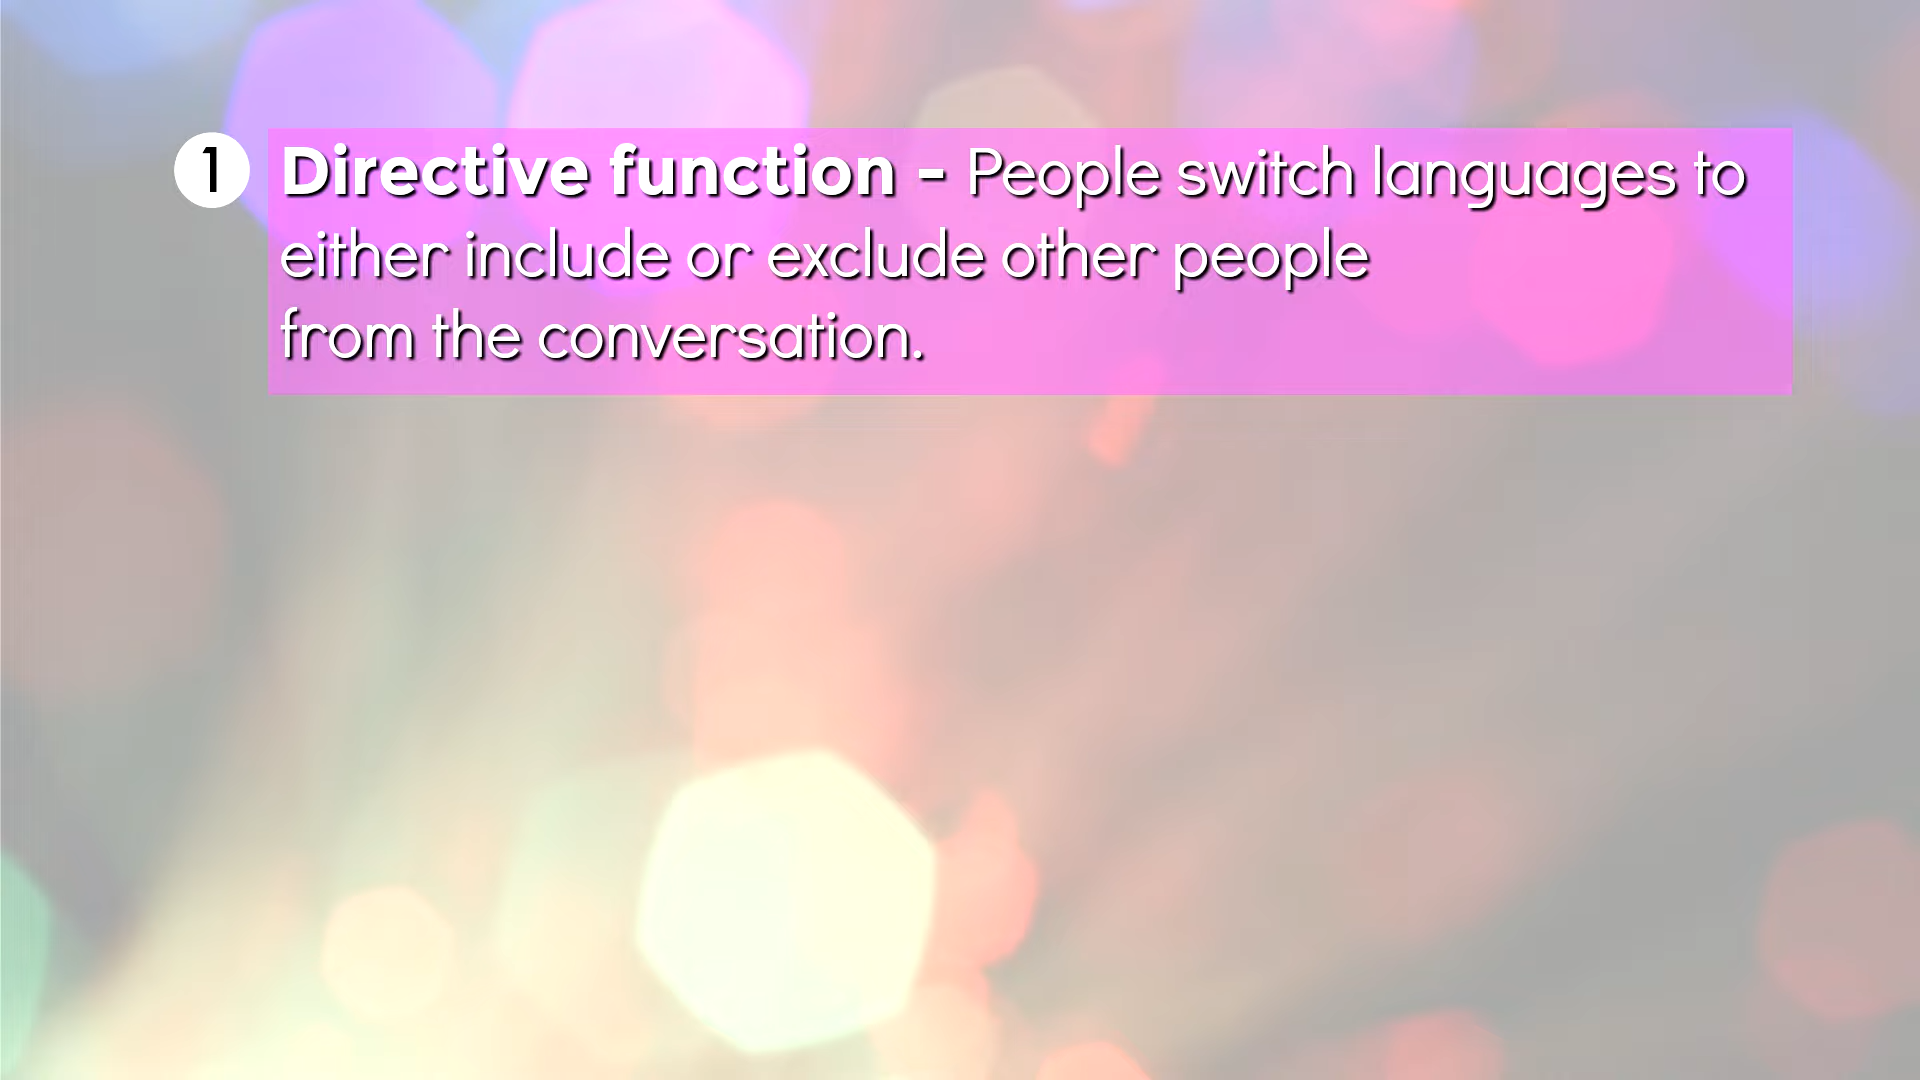 1 Directive function - People switch languages to
either include or exclude other people
from the conversation.